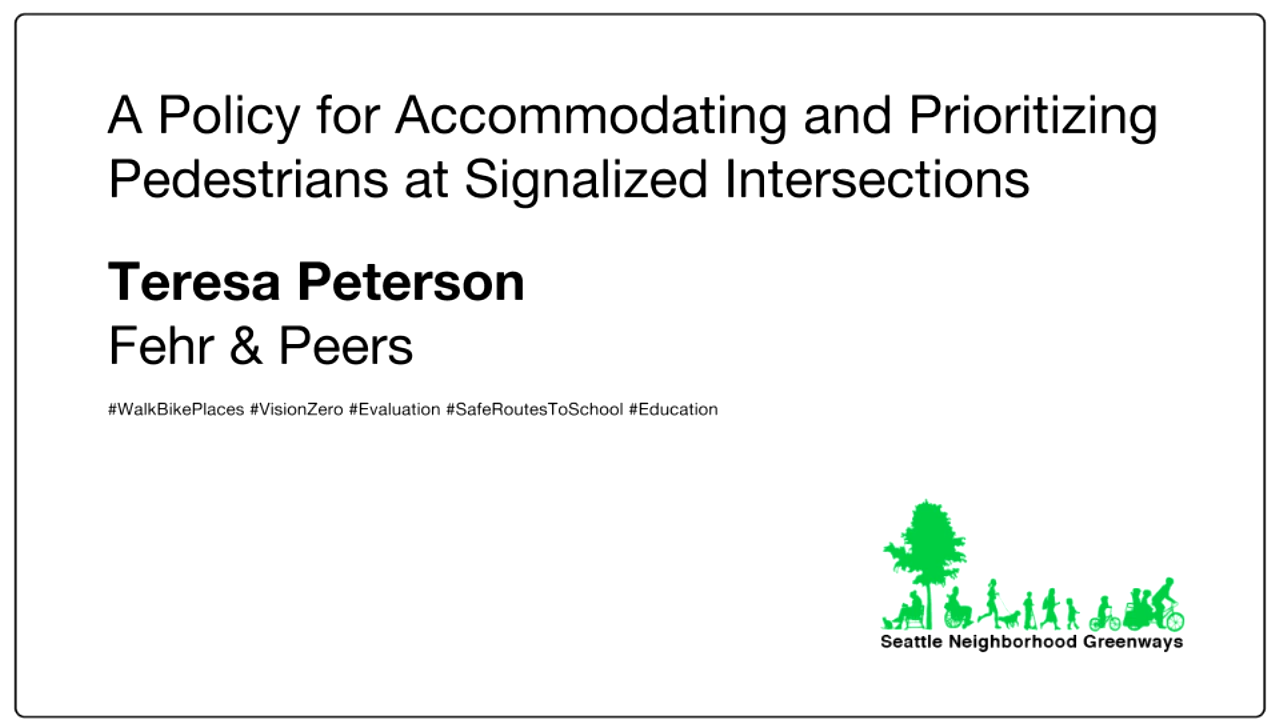 A Policy for Accommodating and Prioritizing
Pedestrians at Signalized Intersections
Teresa Peterson
Fehr & Peers
#WalkBikePlaces #VisionZero #Evaluation #SafeRoutesToSchool #Education
Seattle Neighborhood Greenways